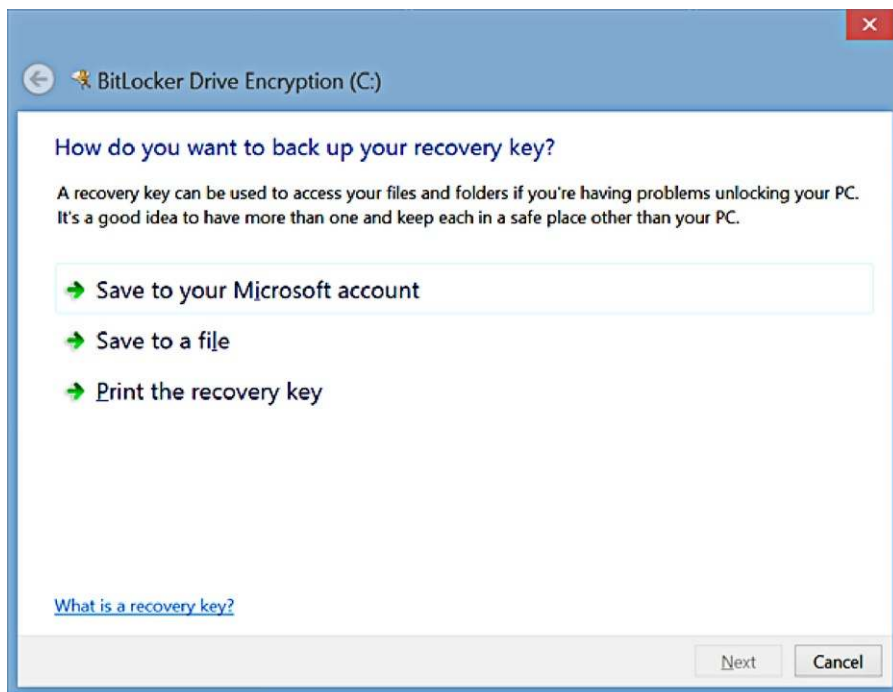 BitLocker Drive Encryption (C:)
How do you want to back up your recovery key?
A recovery key can be used to access your files and folders if you're having problems unlocking your PC.
It's a good idea to have more than one and keep each in a safe place other than your PC.
Save to your Microsoft account
Save to a file
Print the recovery key
What is a recovery key?
Next
Cancel